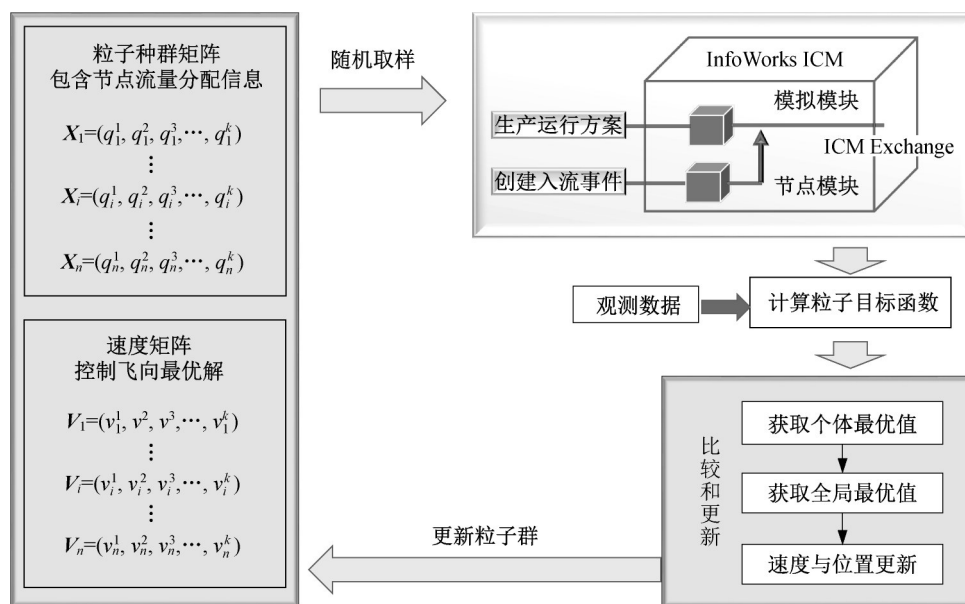 粒子种群矩阵
包含节点流量分配信息
X₁=(q₁¹, q₁², q₁³,⋯, q₁ᵏ)
⋮
Xᵢ=(qᵢ¹, qᵢ², qᵢ³,⋯, qᵢᵏ)
⋮
Xₙ=(qₙ¹, qₙ², qₙ³,⋯, qₙᵏ)
速度矩阵
控制飞向最优解
V₁=(v₁¹, v², v³,⋯, v₁ᵏ)
⋮
Vᵢ=(vᵢ¹, vᵢ², vᵢ³,⋯, vᵢᵏ)
⋮
Vₙ=(vₙ¹, vₙ², vₙ³,⋯, vₙᵏ)
随机取样
InfoWorks ICM
模拟模块
生产运行方案
ICM Exchange
创建入流事件
节点模块
观测数据
计算粒子目标函数
比较和更新
获取个体最优值
获取全局最优值
速度与位置更新
更新粒子群